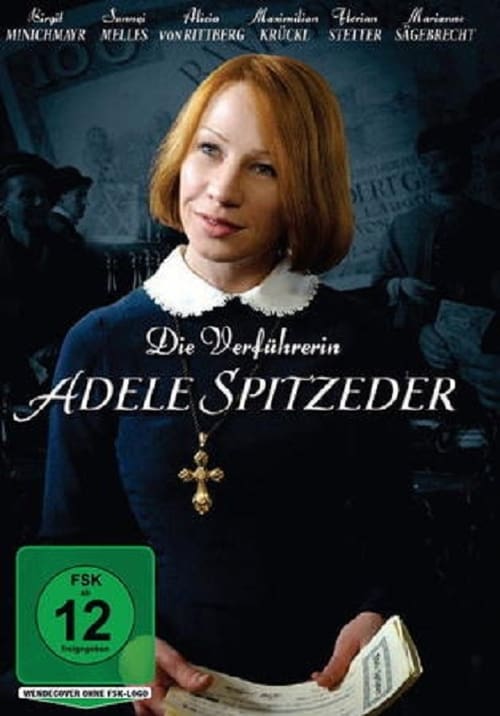 Birgit Sunnyi Alicia Maximilian Florian Marianne
MINICHMAYR MELLES VON RITTBERG KRÜCKL STETTER SÄGEBRECHT
100
Die Verführerin
ADELE SPITZEDER
FSK
ab
12
freigegeben
WENDECOVER OHNE FSK-LOGO